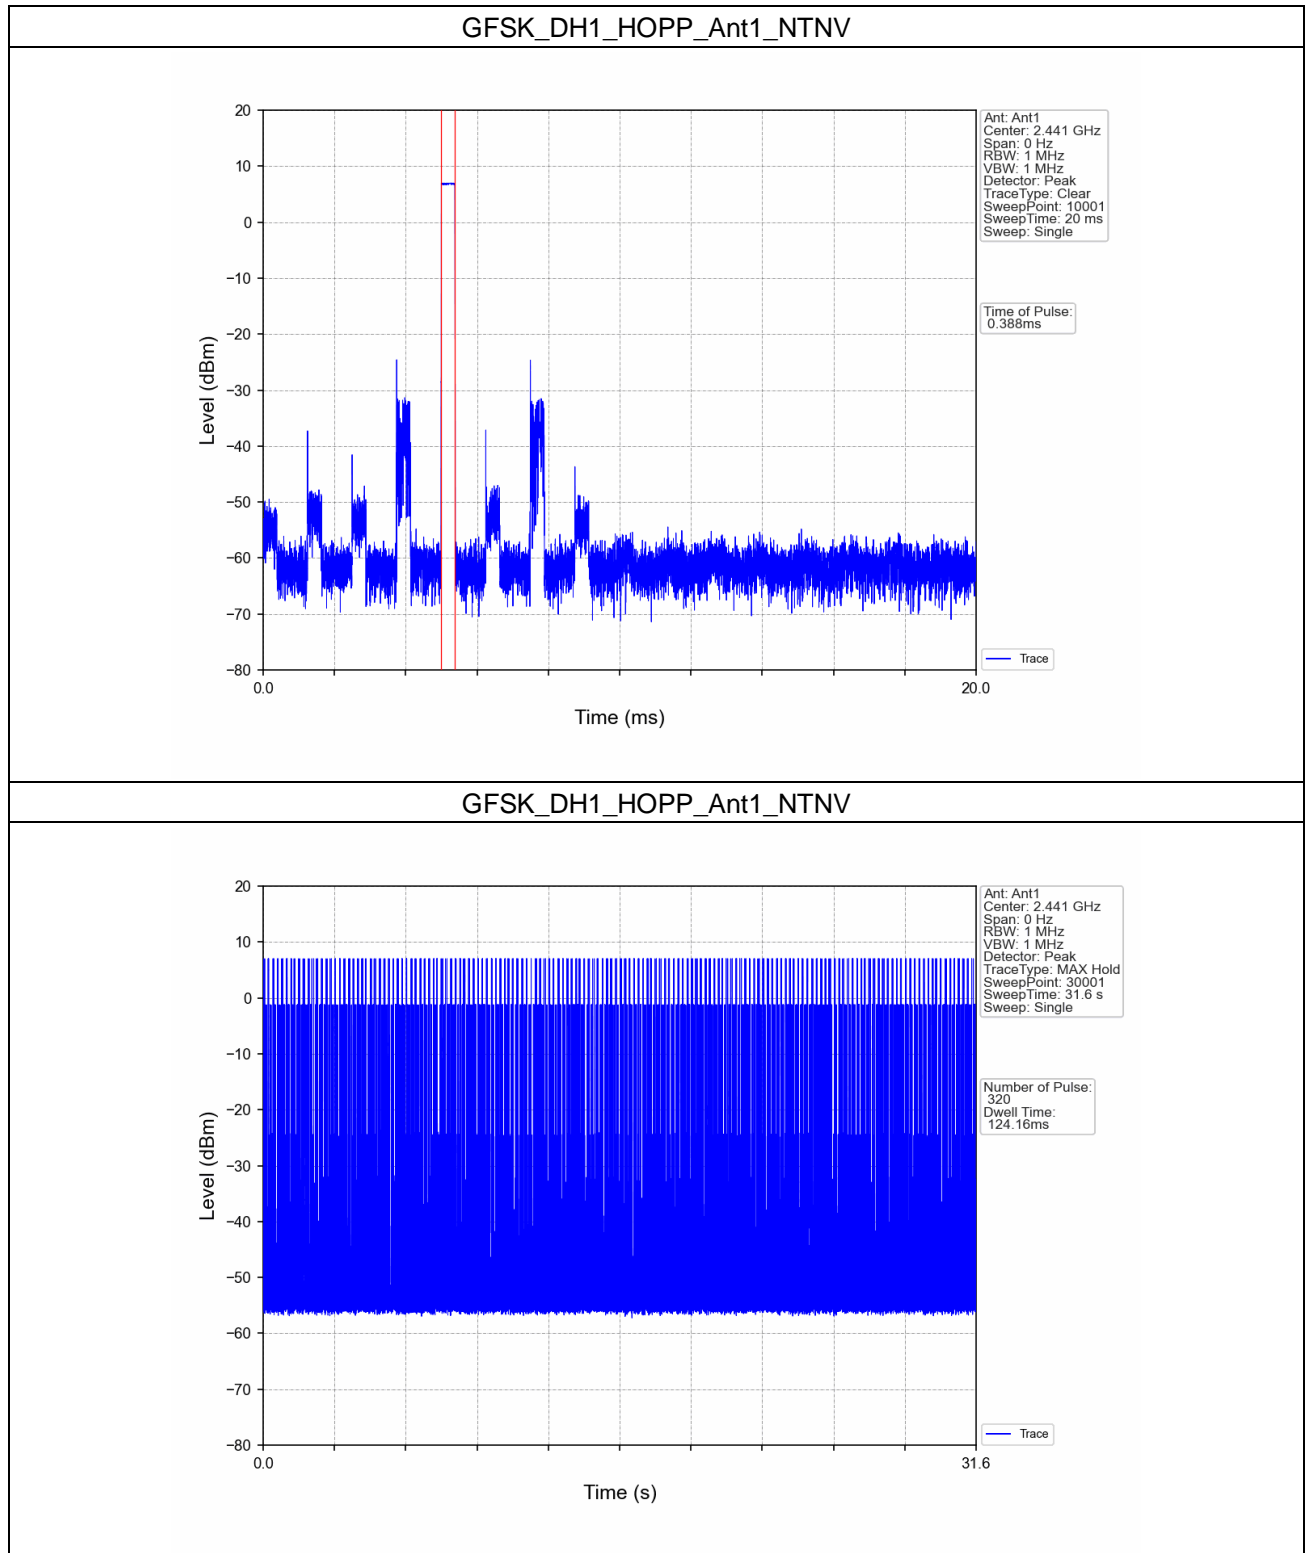 GFSK_DH1_HOPP_Ant1_NTNV
20
10
0
−10
−20
−30
−40
−50
−60
−70
−80
Level (dBm)
0.0
20.0
Time (ms)
Ant: Ant1
Center: 2.441 GHz
Span: 0 Hz
RBW: 1 MHz
VBW: 1 MHz
Detector: Peak
TraceType: Clear
SweepPoint: 10001
SweepTime: 20 ms
Sweep: Single
Time of Pulse:
0.388ms
Trace
GFSK_DH1_HOPP_Ant1_NTNV
20
10
0
−10
−20
−30
−40
−50
−60
−70
−80
Level (dBm)
0.0
31.6
Time (s)
Ant: Ant1
Center: 2.441 GHz
Span: 0 Hz
RBW: 1 MHz
VBW: 1 MHz
Detector: Peak
TraceType: MAX Hold
SweepPoint: 30001
SweepTime: 31.6 s
Sweep: Single
Number of Pulse:
320
Dwell Time:
124.16ms
Trace